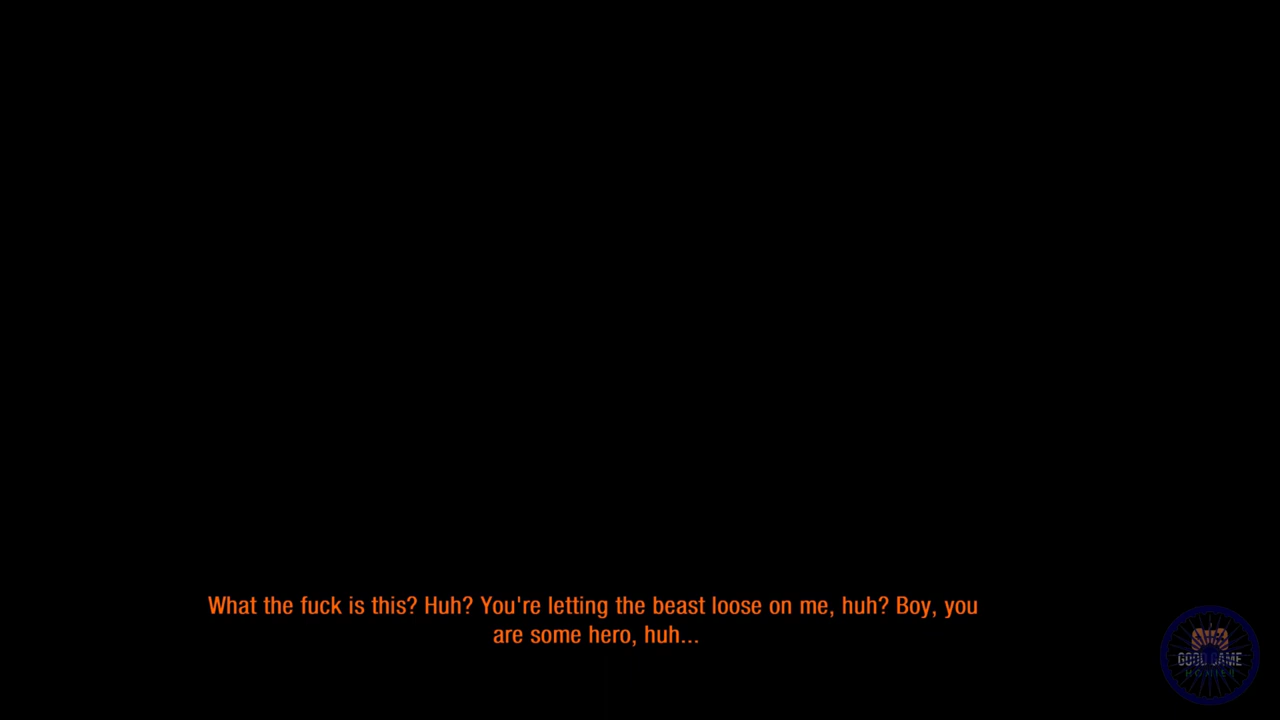 What the fuck is this? Huh? You're letting the beast loose on me, huh? Boy, you
are some hero, huh...
GOOD GAME
HOMIES